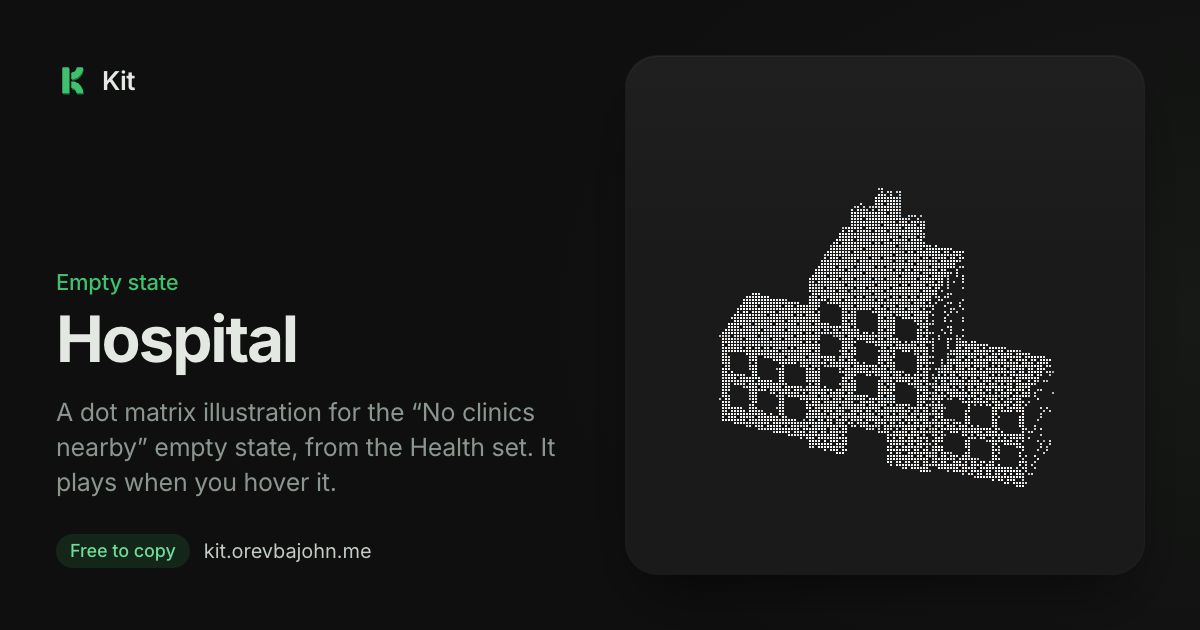 Kit
Empty state
Hospital
A dot matrix illustration for the “No clinics
nearby” empty state, from the Health set. It
plays when you hover it.
Free to copy
kit.orevbajohn.me